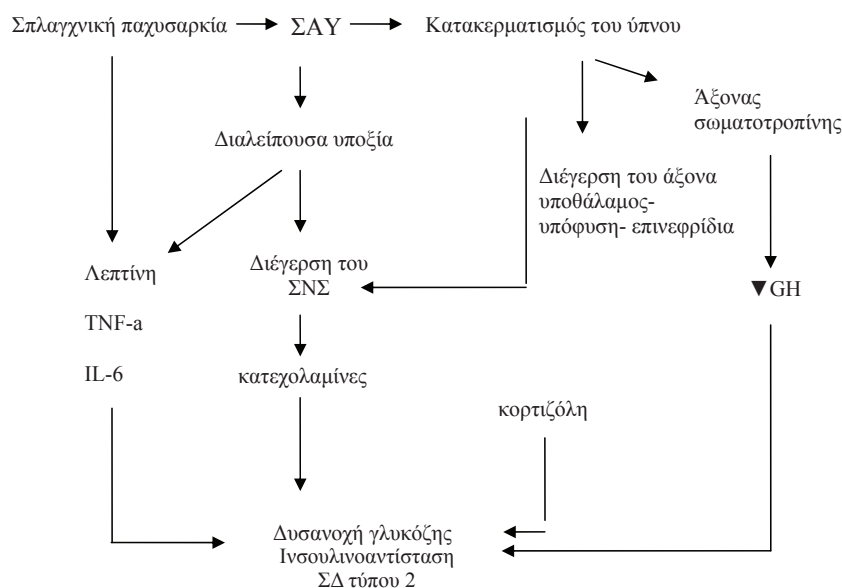 Σπλαγχνική παχυσαρκία
ΣΑΥ
Κατακερματισμός του ύπνου
Άξονας
σωματοτροπίνης
Διαλείπουσα υποξία
Διέγερση του άξονα
υποθάλαμος-
υπόφυση- επινεφρίδια
Λεπτίνη
Διέγερση του
ΣΝΣ
▼GH
TNF-a
IL-6
κατεχολαμίνες
κορτιζόλη
Δυσανοχή γλυκόζης
Ινσουλινοαντίσταση
ΣΔ τύπου 2